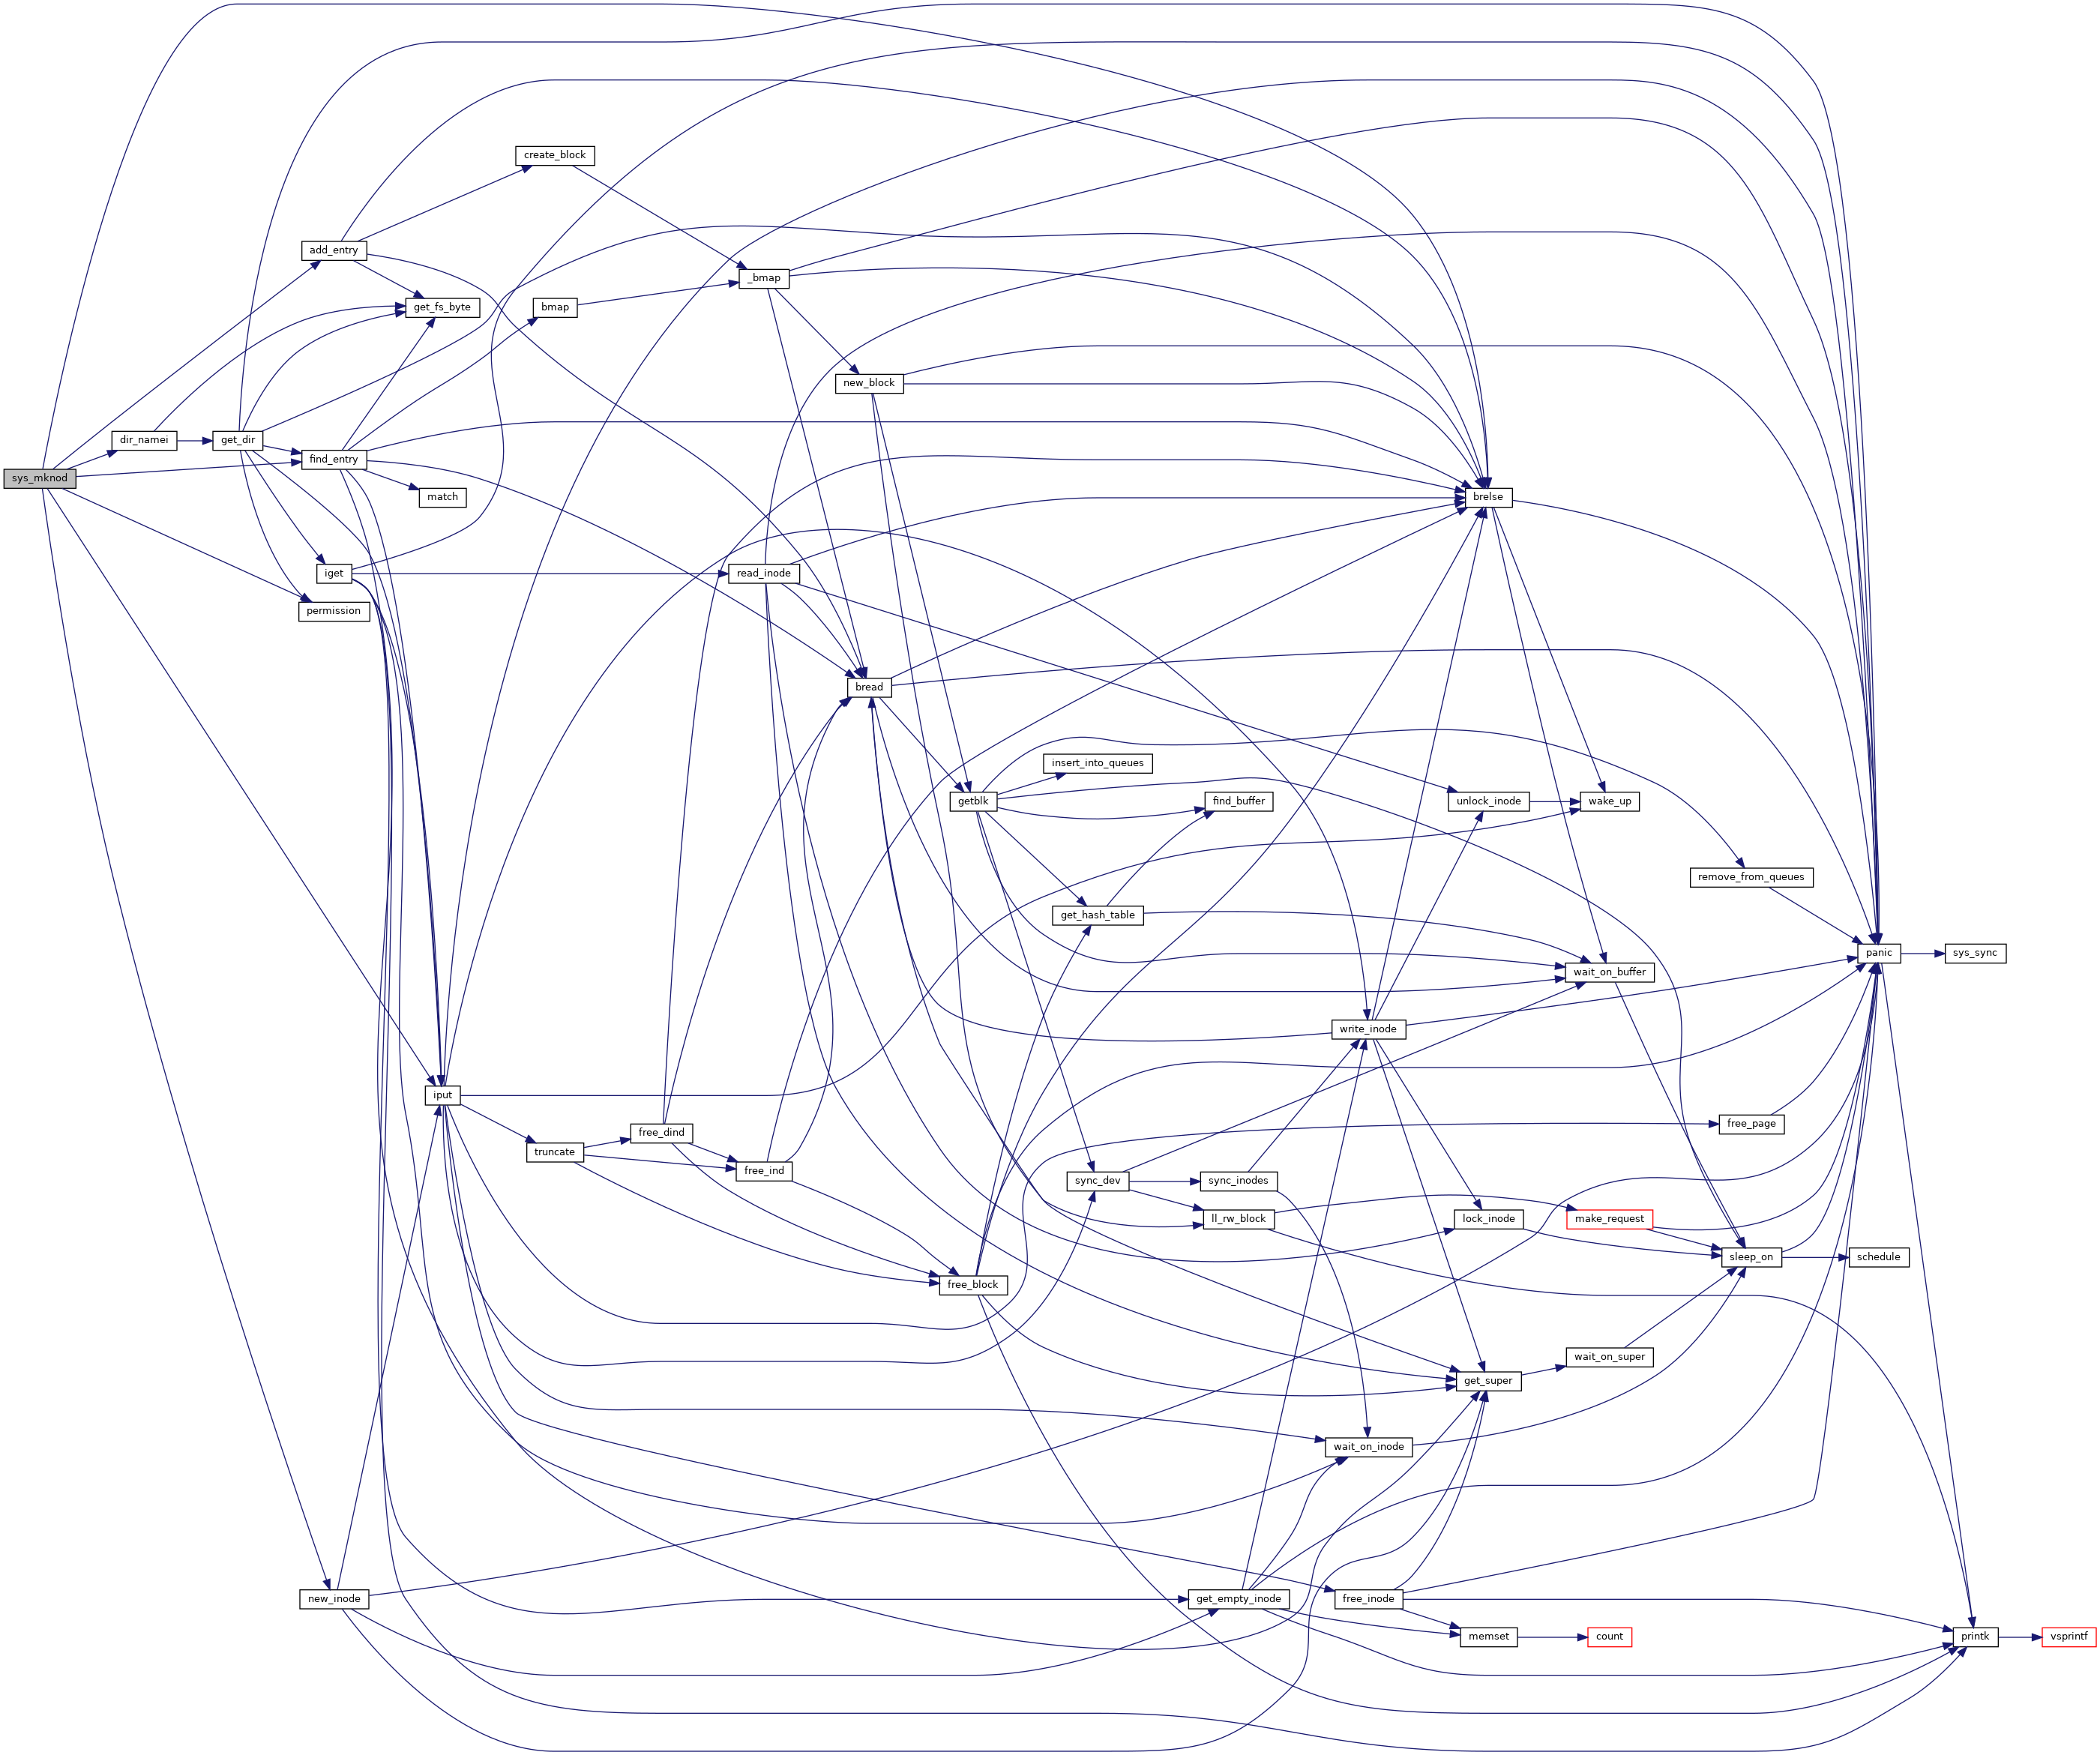 create_block
add_entry
_bmap
get_fs_byte
bmap
new_block
dir_namei
get_dir
find_entry
sys_mknod
match
brelse
iget
read_inode
permission
bread
insert_into_queues
getblk
find_buffer
unlock_inode
wake_up
remove_from_queues
get_hash_table
panic
sys_sync
wait_on_buffer
write_inode
iput
free_page
free_dind
truncate
free_ind
sync_dev
sync_inodes
ll_rw_block
lock_inode
make_request
sleep_on
schedule
free_block
wait_on_super
get_super
wait_on_inode
new_inode
get_empty_inode
free_inode
memset
count
printk
vsprintf